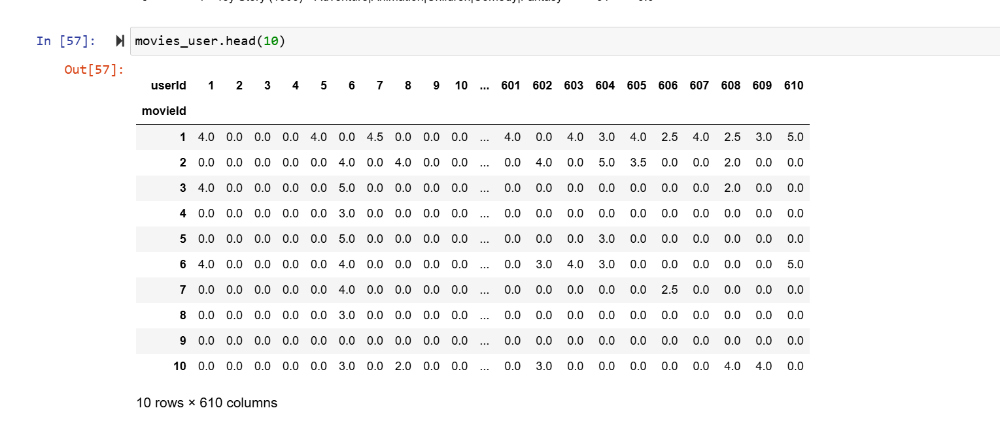 In [57]: movies_user.head(10)
Out[57]:
userId 1 2 3 4 5 6 7 8 9 10 ... 601 602 603 604 605 606 607 608 609 610
movieId
1 4.0 0.0 0.0 0.0 4.0 0.0 4.5 0.0 0.0 0.0 ... 4.0 0.0 4.0 3.0 4.0 2.5 4.0 2.5 3.0 5.0
2 0.0 0.0 0.0 0.0 0.0 4.0 0.0 4.0 0.0 0.0 ... 0.0 4.0 0.0 5.0 3.5 0.0 0.0 2.0 0.0 0.0
3 4.0 0.0 0.0 0.0 0.0 5.0 0.0 0.0 0.0 0.0 ... 0.0 0.0 0.0 0.0 0.0 0.0 0.0 2.0 0.0 0.0
4 0.0 0.0 0.0 0.0 0.0 3.0 0.0 0.0 0.0 0.0 ... 0.0 0.0 0.0 0.0 0.0 0.0 0.0 0.0 0.0 0.0
5 0.0 0.0 0.0 0.0 0.0 5.0 0.0 0.0 0.0 0.0 ... 0.0 0.0 0.0 3.0 0.0 0.0 0.0 0.0 0.0 0.0
6 4.0 0.0 0.0 0.0 0.0 4.0 0.0 0.0 0.0 0.0 ... 0.0 3.0 4.0 3.0 0.0 0.0 0.0 0.0 0.0 5.0
7 0.0 0.0 0.0 0.0 0.0 4.0 0.0 0.0 0.0 0.0 ... 0.0 0.0 0.0 0.0 0.0 2.5 0.0 0.0 0.0 0.0
8 0.0 0.0 0.0 0.0 0.0 3.0 0.0 0.0 0.0 0.0 ... 0.0 0.0 0.0 0.0 0.0 0.0 0.0 0.0 0.0 0.0
9 0.0 0.0 0.0 0.0 0.0 0.0 0.0 0.0 0.0 0.0 ... 0.0 0.0 0.0 0.0 0.0 0.0 0.0 0.0 0.0 0.0
10 0.0 0.0 0.0 0.0 0.0 3.0 0.0 2.0 0.0 0.0 ... 0.0 3.0 0.0 0.0 0.0 0.0 0.0 4.0 4.0 0.0
10 rows × 610 columns